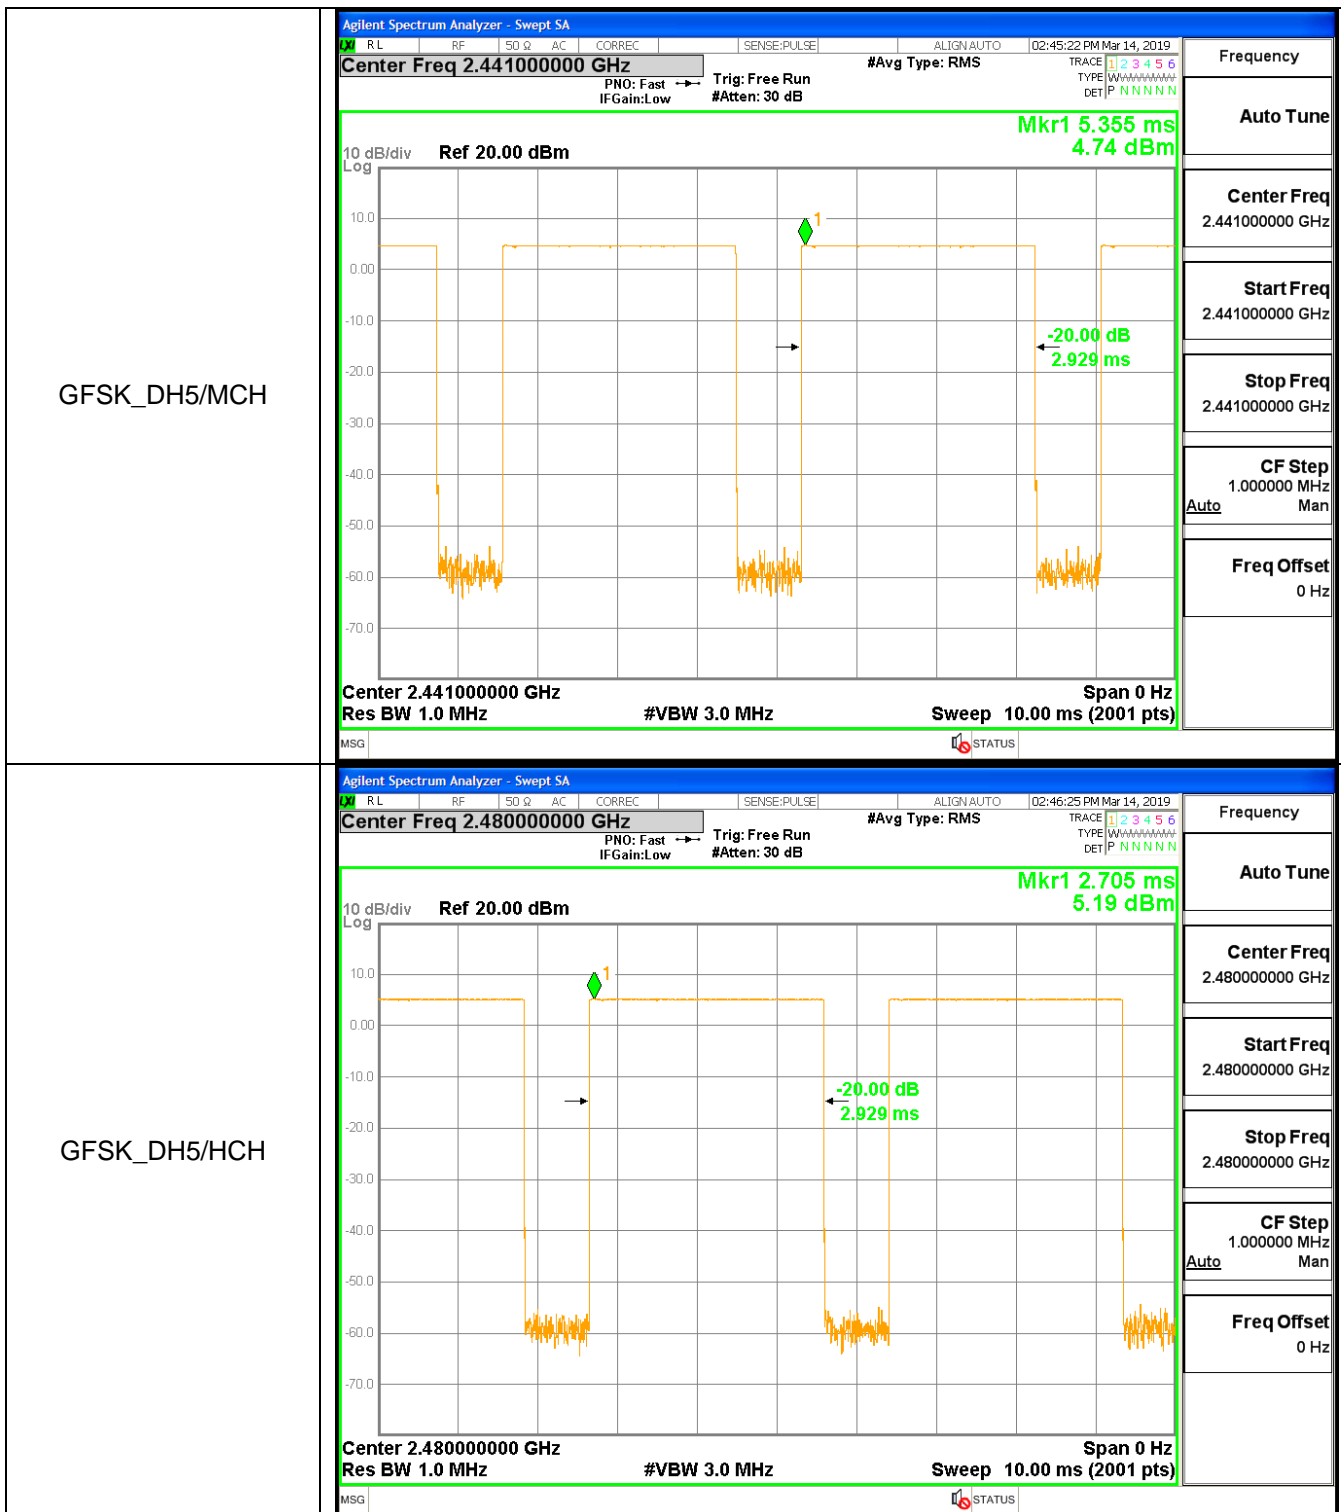 GFSK_DH5/MCH
Agilent Spectrum Analyzer - Swept SA
LXI RL RF 50 Ω AC CORREC SENSE:PULSE ALIGN AUTO 02:45:22 PM Mar 14, 2019
Center Freq 2.441000000 GHz
#Avg Type: RMS
TRACE 1 2 3 4 5 6
PNO: Fast Trig: Free Run
TYPE
IFGain:Low #Atten: 30 dB
DET P N N N N N
Mkr1 5.355 ms
4.74 dBm
10 dB/div Ref 20.00 dBm
Log
10.0
1
0.00
-10.0
-20.00 dB
2.929 ms
-20.0
-30.0
-40.0
-50.0
-60.0
-70.0
Center 2.441000000 GHz Span 0 Hz
Res BW 1.0 MHz #VBW 3.0 MHz Sweep 10.00 ms (2001 pts)
MSG STATUS
Frequency
Auto Tune
Center Freq
2.441000000 GHz
Start Freq
2.441000000 GHz
Stop Freq
2.441000000 GHz
CF Step
1.000000 MHz
Auto Man
Freq Offset
0 Hz
GFSK_DH5/HCH
Agilent Spectrum Analyzer - Swept SA
LXI RL RF 50 Ω AC CORREC SENSE:PULSE ALIGN AUTO 02:46:25 PM Mar 14, 2019
Center Freq 2.480000000 GHz
#Avg Type: RMS
TRACE 1 2 3 4 5 6
PNO: Fast Trig: Free Run
TYPE
IFGain:Low #Atten: 30 dB
DET P N N N N N
Mkr1 2.705 ms
5.19 dBm
10 dB/div Ref 20.00 dBm
Log
10.0
1
0.00
-10.0
-20.00 dB
2.929 ms
-20.0
-30.0
-40.0
-50.0
-60.0
-70.0
Center 2.480000000 GHz Span 0 Hz
Res BW 1.0 MHz #VBW 3.0 MHz Sweep 10.00 ms (2001 pts)
MSG STATUS
Frequency
Auto Tune
Center Freq
2.480000000 GHz
Start Freq
2.480000000 GHz
Stop Freq
2.480000000 GHz
CF Step
1.000000 MHz
Auto Man
Freq Offset
0 Hz